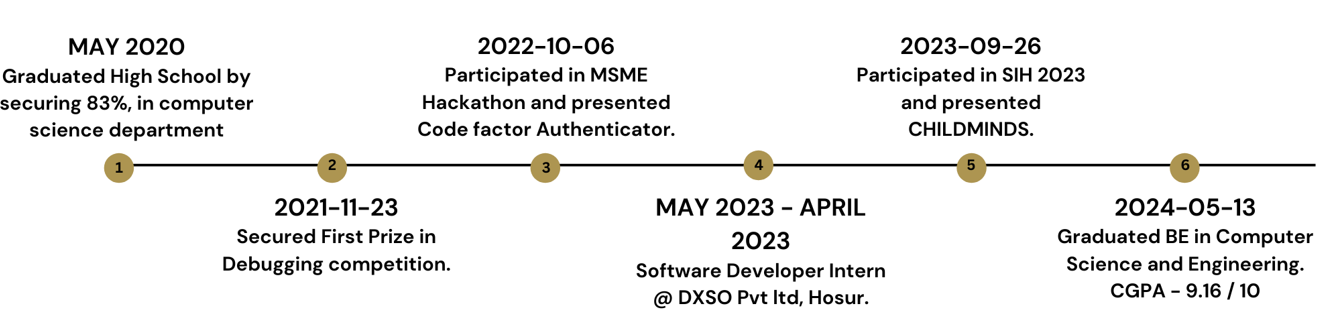 MAY 2020
Graduated High School by
securing 83%, in computer
science department
1
2021-11-23
Secured First Prize in
Debugging competition.
2
2022-10-06
Participated in MSME
Hackathon and presented
Code factor Authenticator.
3
MAY 2023 - APRIL
2023
Software Developer Intern
@ DXSO Pvt ltd, Hosur.
4
2023-09-26
Participated in SIH 2023
and presented
CHILDMINDS.
5
2024-05-13
Graduated BE in Computer
Science and Engineering.
CGPA - 9.16 / 10
6